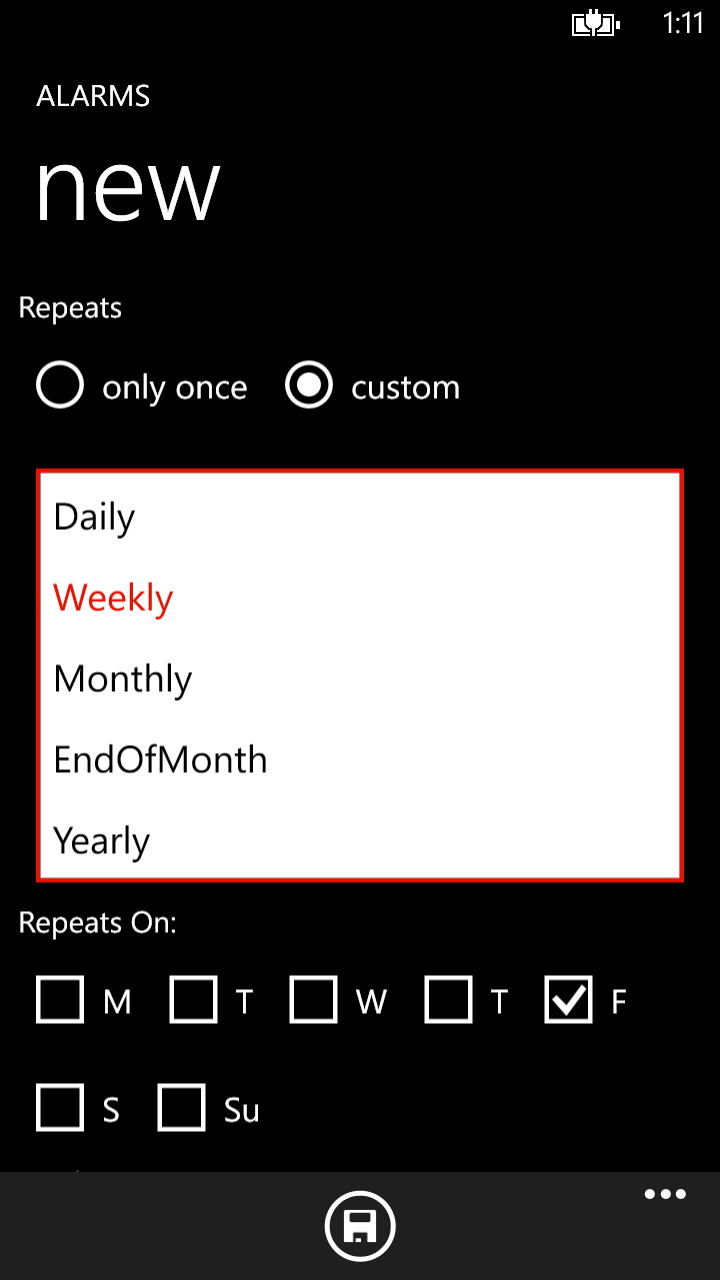 1:11
ALARMS
new
Repeats
only once custom
Daily
Weekly
Monthly
EndOfMonth
Yearly
Repeats On:
M T W T F
S Su